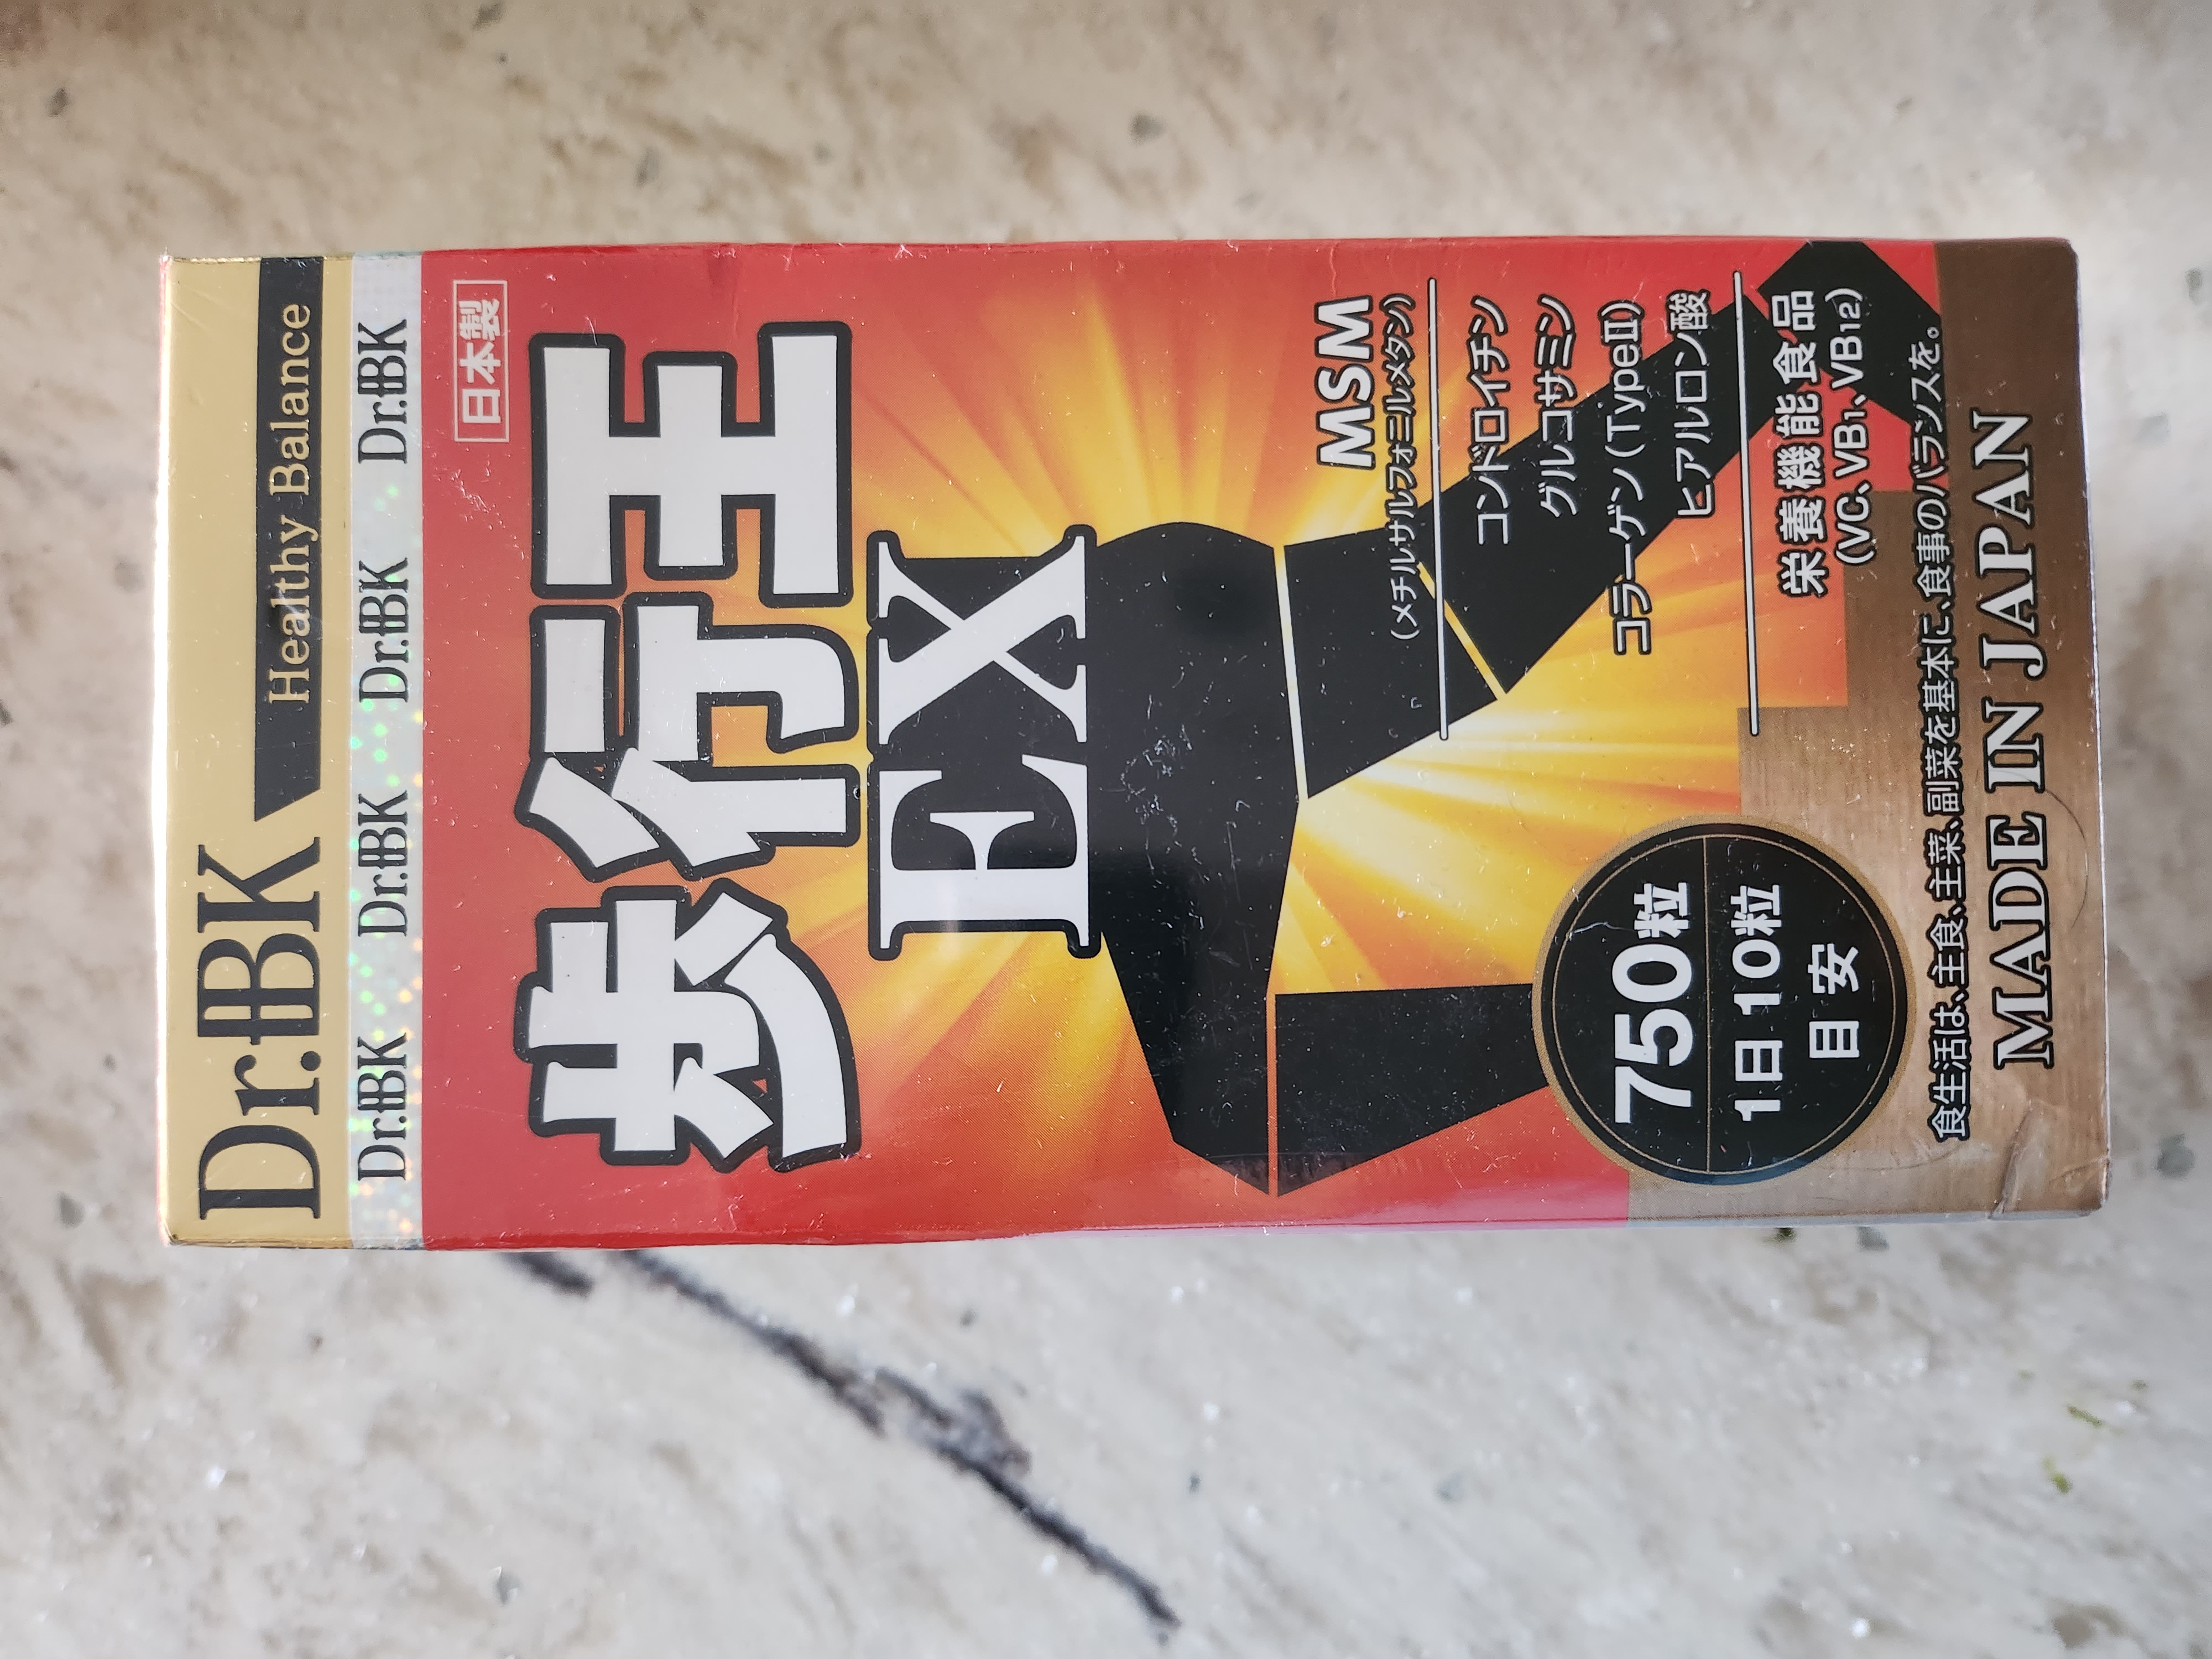 Dr.BK
Healthy Balance
Dr.BK Dr.BK Dr.BK Dr.BK
日本製
歩行王
EX
MSM
(メチルサルフォニルメタン)
コンドロイチン
グルコサミン
コラーゲン(TypeⅡ)
ヒアルロン酸
栄養機能食品
(VC、VB1、VB12)
750粒
1日10粒
目安
食生活は、主食、主菜、副菜を基本に、食事のバランスを。
MADE IN JAPAN